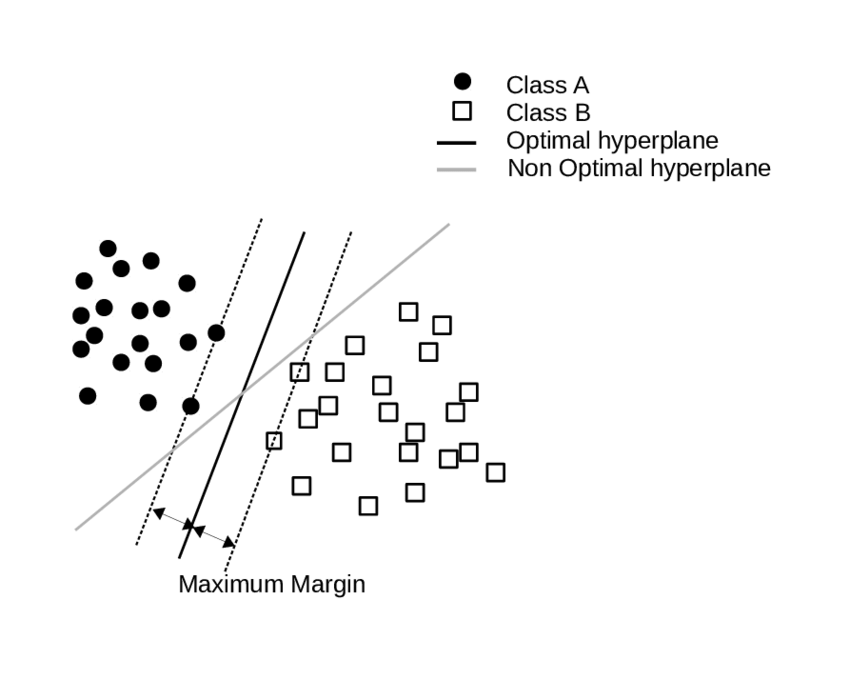 Class A
Class B
Optimal hyperplane
Non Optimal hyperplane
Maximum Margin